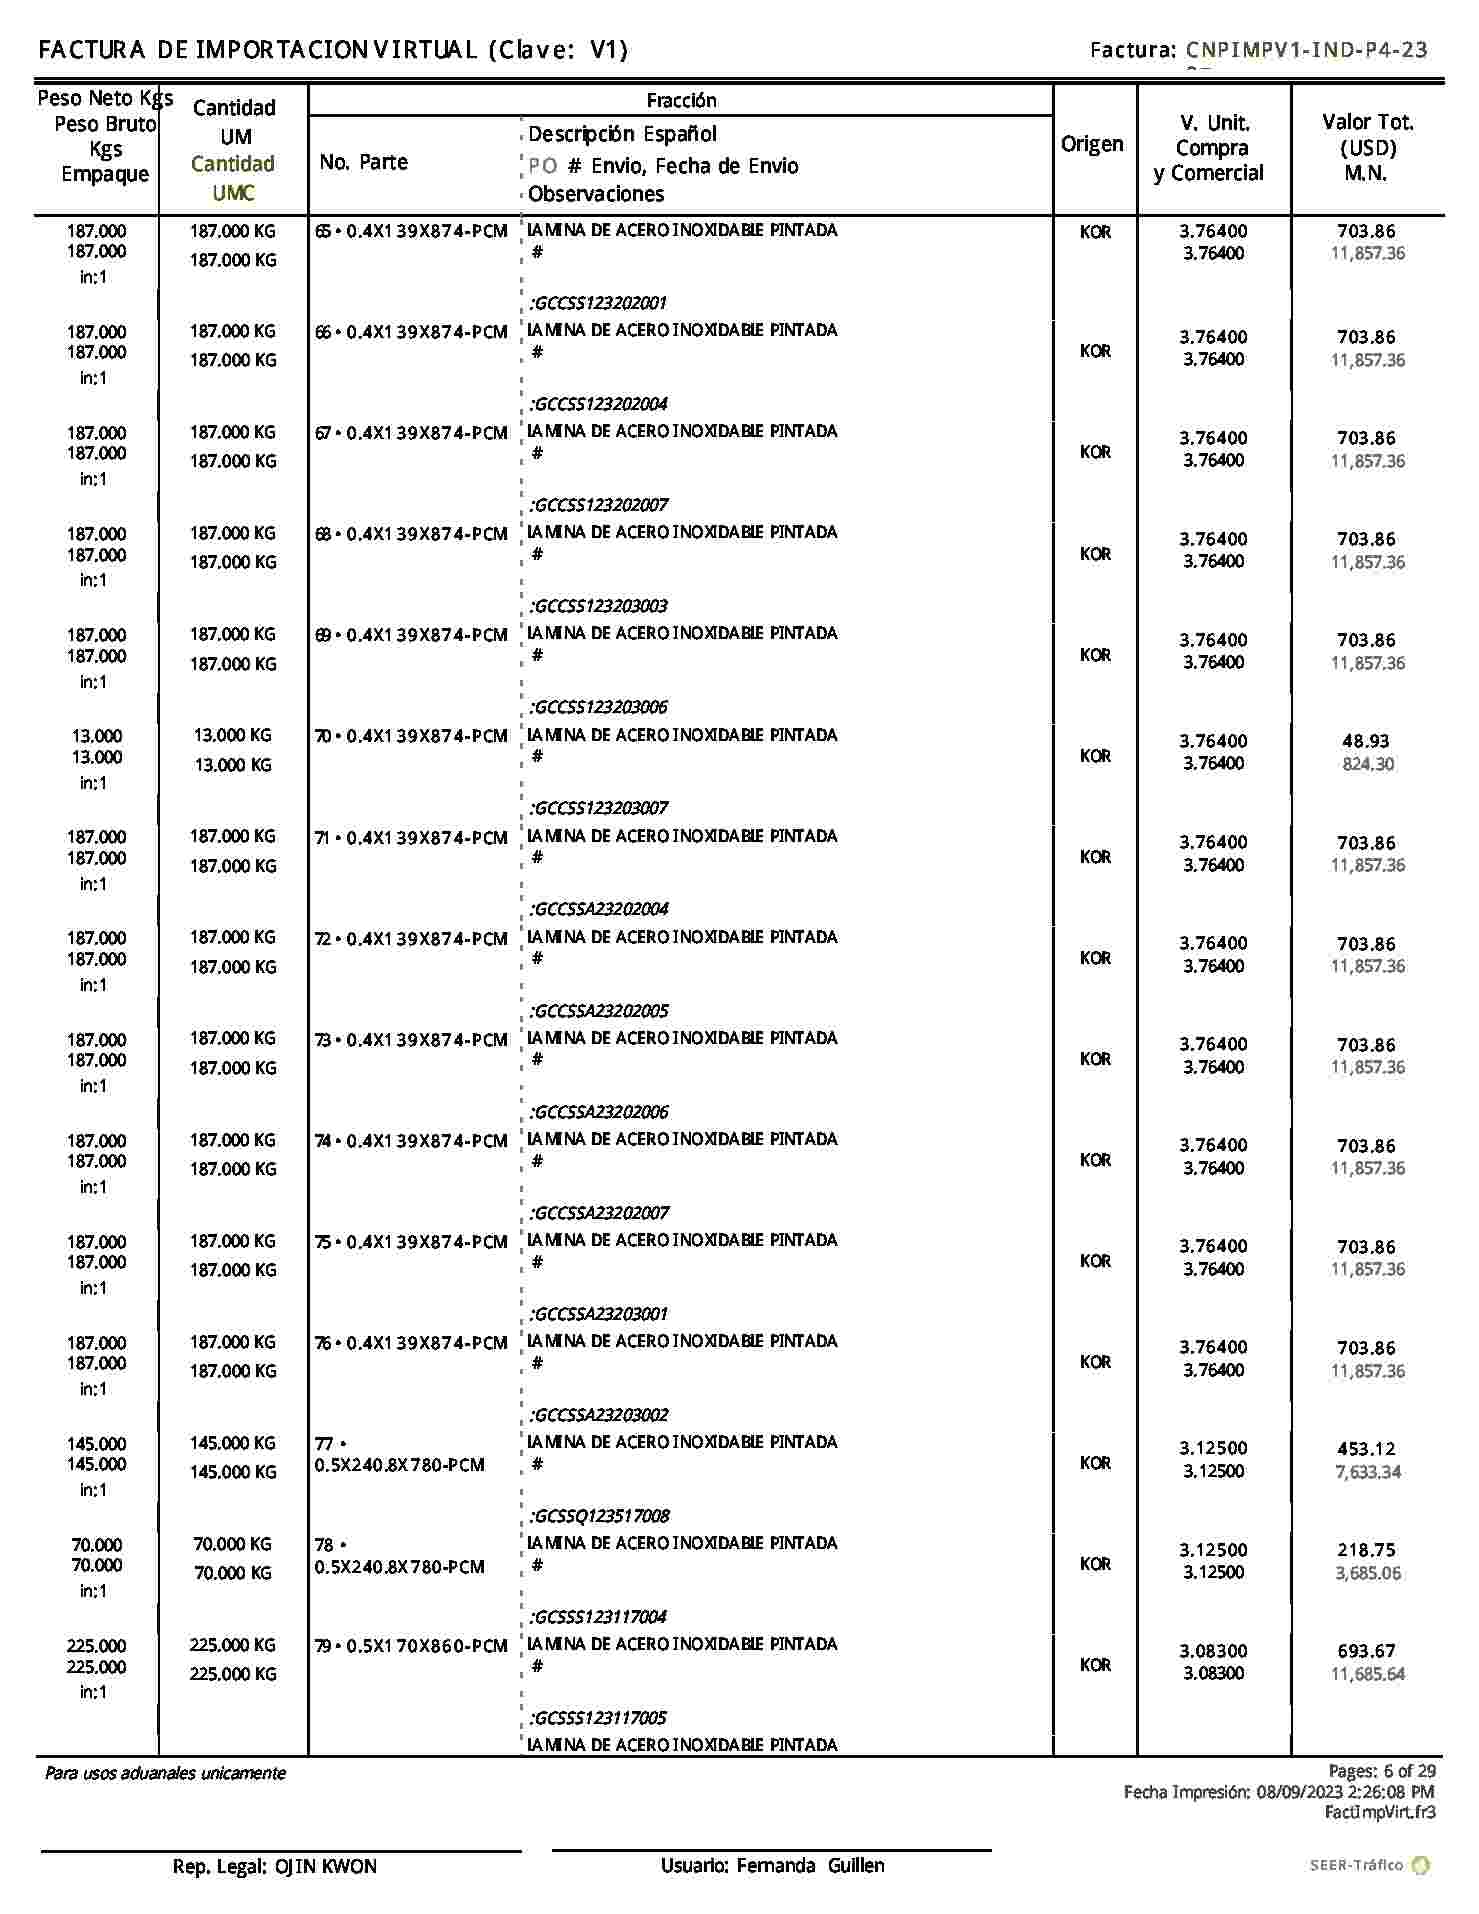 FACTURA DE IMPORTACION VIRTUAL (Clave: V1)
Factura: CNPIMPV1-IND-P4-23
Peso Neto Kgs
Peso Bruto
Kgs
Empaque
Cantidad
UM
Cantidad
UMC
Fracción
No. Parte
Descripción Español
PO # Envio, Fecha de Envio
Observaciones
Origen
V. Unit.
Compra
y Comercial
Valor Tot.
(USD)
M.N.
187.000 187.000 KG 65 • 0.4X139X874-PCM LAMINA DE ACERO INOXIDABLE PINTADA KOR 3.76400 703.86
187.000 187.000 KG # 3.76400 11,857.36
in:1
:GCCSS123202001
187.000 187.000 KG 66 • 0.4X139X874-PCM LAMINA DE ACERO INOXIDABLE PINTADA 3.76400 703.86
187.000 187.000 KG # KOR 3.76400 11,857.36
in:1
:GCCSS123202004
187.000 187.000 KG 67 • 0.4X139X874-PCM LAMINA DE ACERO INOXIDABLE PINTADA 3.76400 703.86
187.000 187.000 KG # KOR 3.76400 11,857.36
in:1
:GCCSS123202007
187.000 187.000 KG 68 • 0.4X139X874-PCM LAMINA DE ACERO INOXIDABLE PINTADA 3.76400 703.86
187.000 187.000 KG # KOR 3.76400 11,857.36
in:1
:GCCSS123203003
187.000 187.000 KG 69 • 0.4X139X874-PCM LAMINA DE ACERO INOXIDABLE PINTADA 3.76400 703.86
187.000 187.000 KG # KOR 3.76400 11,857.36
in:1
:GCCSS123203006
13.000 13.000 KG 70 • 0.4X139X874-PCM LAMINA DE ACERO INOXIDABLE PINTADA 3.76400 48.93
13.000 13.000 KG # KOR 3.76400 824.30
in:1
:GCCSS123203007
187.000 187.000 KG 71 • 0.4X139X874-PCM LAMINA DE ACERO INOXIDABLE PINTADA 3.76400 703.86
187.000 187.000 KG # KOR 3.76400 11,857.36
in:1
:GCCSSA23202004
187.000 187.000 KG 72 • 0.4X139X874-PCM LAMINA DE ACERO INOXIDABLE PINTADA 3.76400 703.86
187.000 187.000 KG # KOR 3.76400 11,857.36
in:1
:GCCSSA23202005
187.000 187.000 KG 73 • 0.4X139X874-PCM LAMINA DE ACERO INOXIDABLE PINTADA 3.76400 703.86
187.000 187.000 KG # KOR 3.76400 11,857.36
in:1
:GCCSSA23202006
187.000 187.000 KG 74 • 0.4X139X874-PCM LAMINA DE ACERO INOXIDABLE PINTADA 3.76400 703.86
187.000 187.000 KG # KOR 3.76400 11,857.36
in:1
:GCCSSA23202007
187.000 187.000 KG 75 • 0.4X139X874-PCM LAMINA DE ACERO INOXIDABLE PINTADA 3.76400 703.86
187.000 187.000 KG # KOR 3.76400 11,857.36
in:1
:GCCSSA23203001
187.000 187.000 KG 76 • 0.4X139X874-PCM LAMINA DE ACERO INOXIDABLE PINTADA 3.76400 703.86
187.000 187.000 KG # KOR 3.76400 11,857.36
in:1
:GCCSSA23203002
145.000 145.000 KG 77 • LAMINA DE ACERO INOXIDABLE PINTADA 3.12500 453.12
145.000 145.000 KG 0.5X240.8X780-PCM # KOR 3.12500 7,633.34
in:1
:GCSSQ123517008
70.000 70.000 KG 78 • LAMINA DE ACERO INOXIDABLE PINTADA 3.12500 218.75
70.000 70.000 KG 0.5X240.8X780-PCM # KOR 3.12500 3,685.06
in:1
:GCSSS123117004
225.000 225.000 KG 79 • 0.5X170X860-PCM LAMINA DE ACERO INOXIDABLE PINTADA 3.08300 693.67
225.000 225.000 KG # KOR 3.08300 11,685.64
in:1
:GCSSS123117005
LAMINA DE ACERO INOXIDABLE PINTADA
Para usos aduanales unicamente
Pages: 6 of 29
Fecha Impresión: 08/09/2023 2:26:08 PM
FactImpVirt.fr3
Rep. Legal: OJIN KWON
Usuario: Fernanda Guillen
SEER-Tráfico